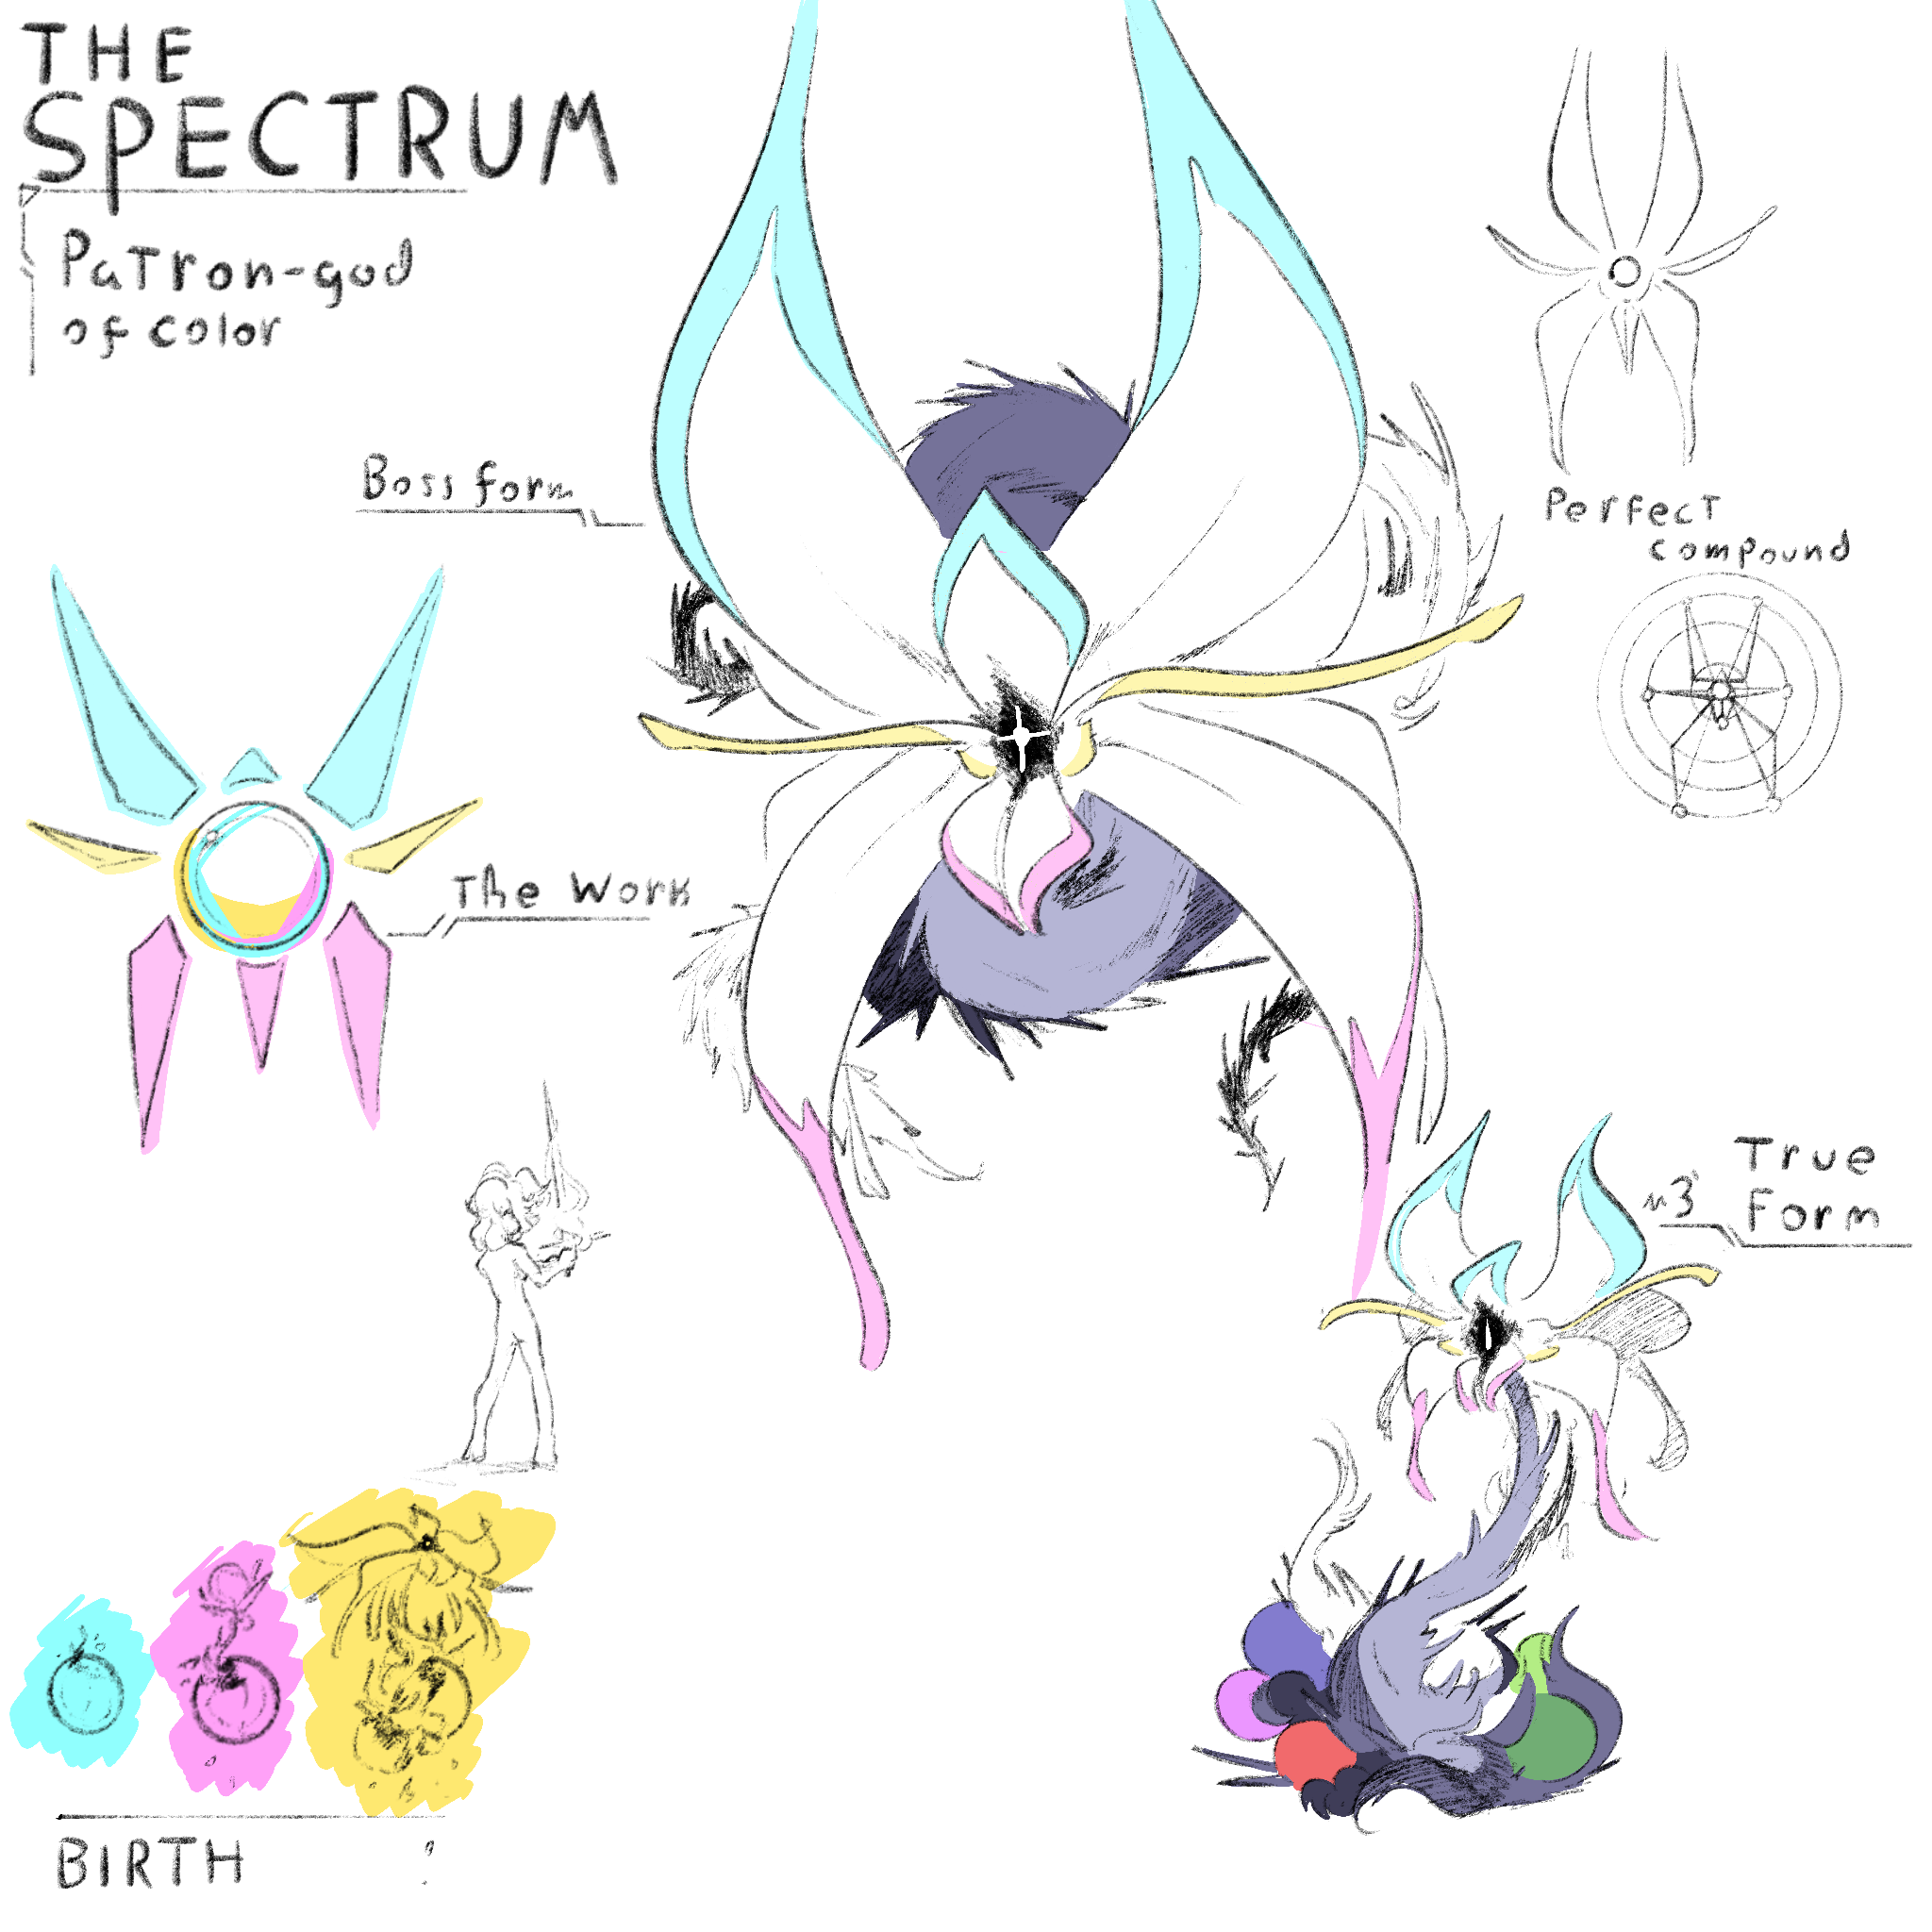 THE
SPECTRUM
Patron-god
of color
Boss form
Perfect
compound
The Work
True
Form
BIRTH ?